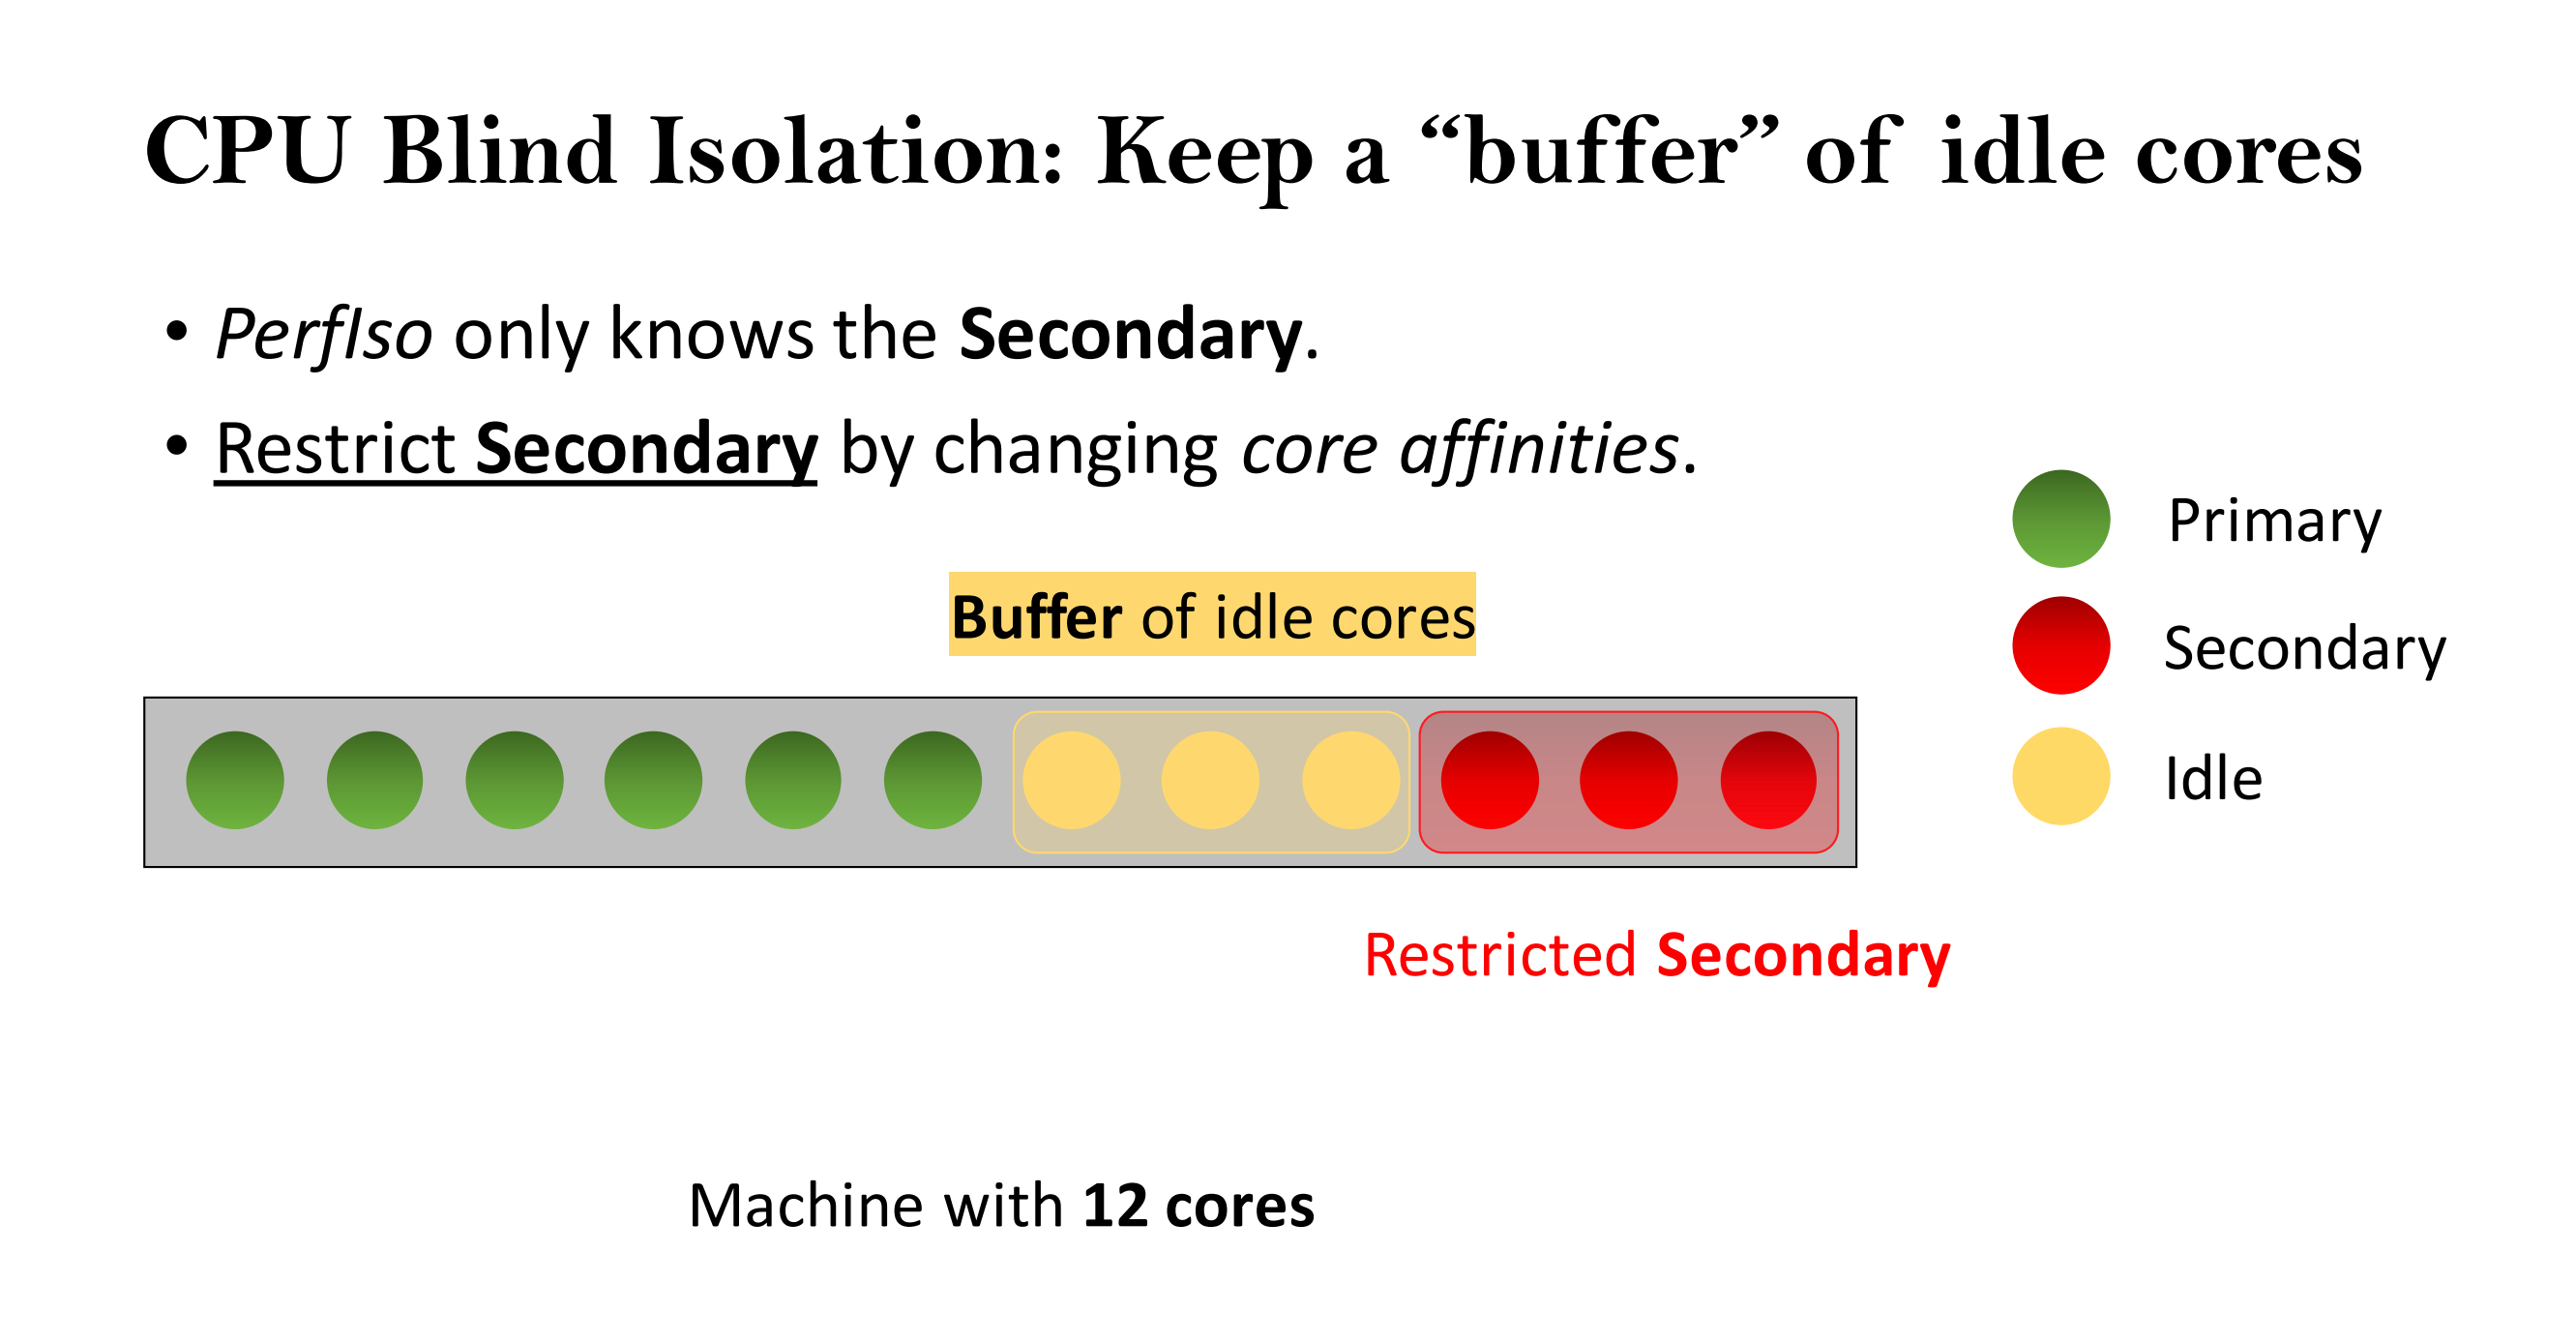 CPU Blind Isolation: Keep a “buffer” of idle cores
• PerfIso only knows the Secondary.
• Restrict Secondary by changing core affinities.
Primary
Buffer of idle cores
Secondary
Idle
Restricted Secondary
Machine with 12 cores